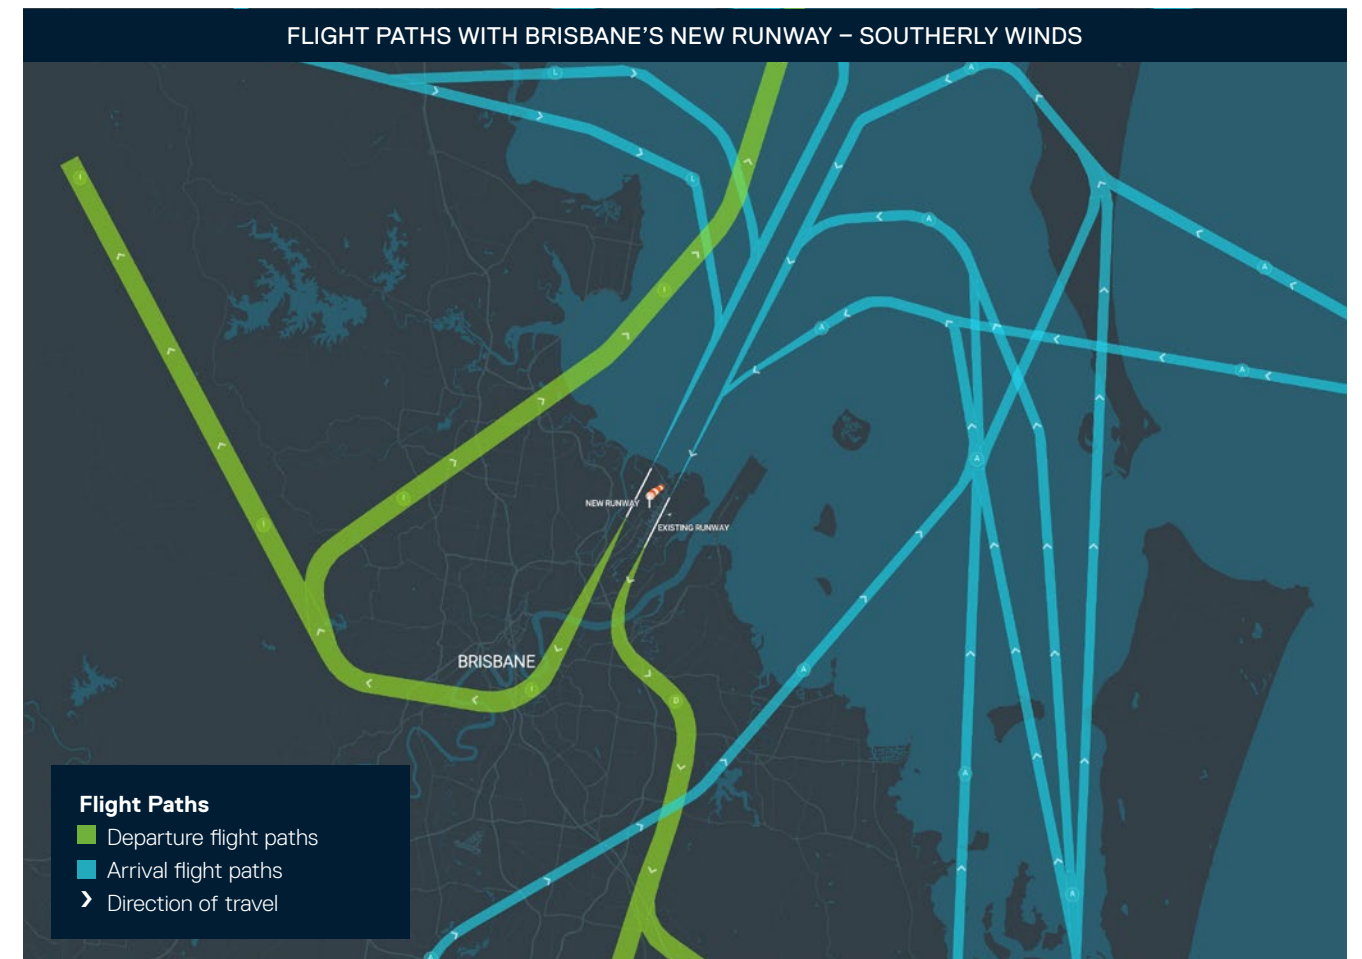 FLIGHT PATHS WITH BRISBANE’S NEW RUNWAY – SOUTHERLY WINDS
L
A
L
A
A
A
A
A
NEW RUNWAY
EXISTING RUNWAY
BRISBANE
A
A
D
A
A
Flight Paths
Departure flight paths
Arrival flight paths
Direction of travel